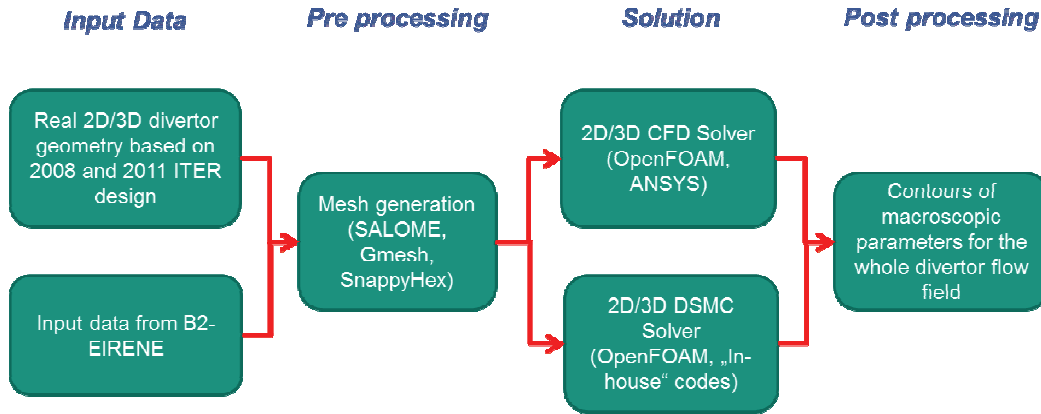 Input Data
Pre processing
Solution
Post processing
Real 2D/3D divertor
geometry based on
2008 and 2011 ITER
design
Input data from B2-
EIRENE
Mesh generation
(SALOME,
Gmesh,
SnappyHex)
2D/3D CFD Solver
(OpenFOAM,
ANSYS)
2D/3D DSMC
Solver
(OpenFOAM, „In-
house“ codes)
Contours of
macroscopic
parameters for the
whole divertor flow
field